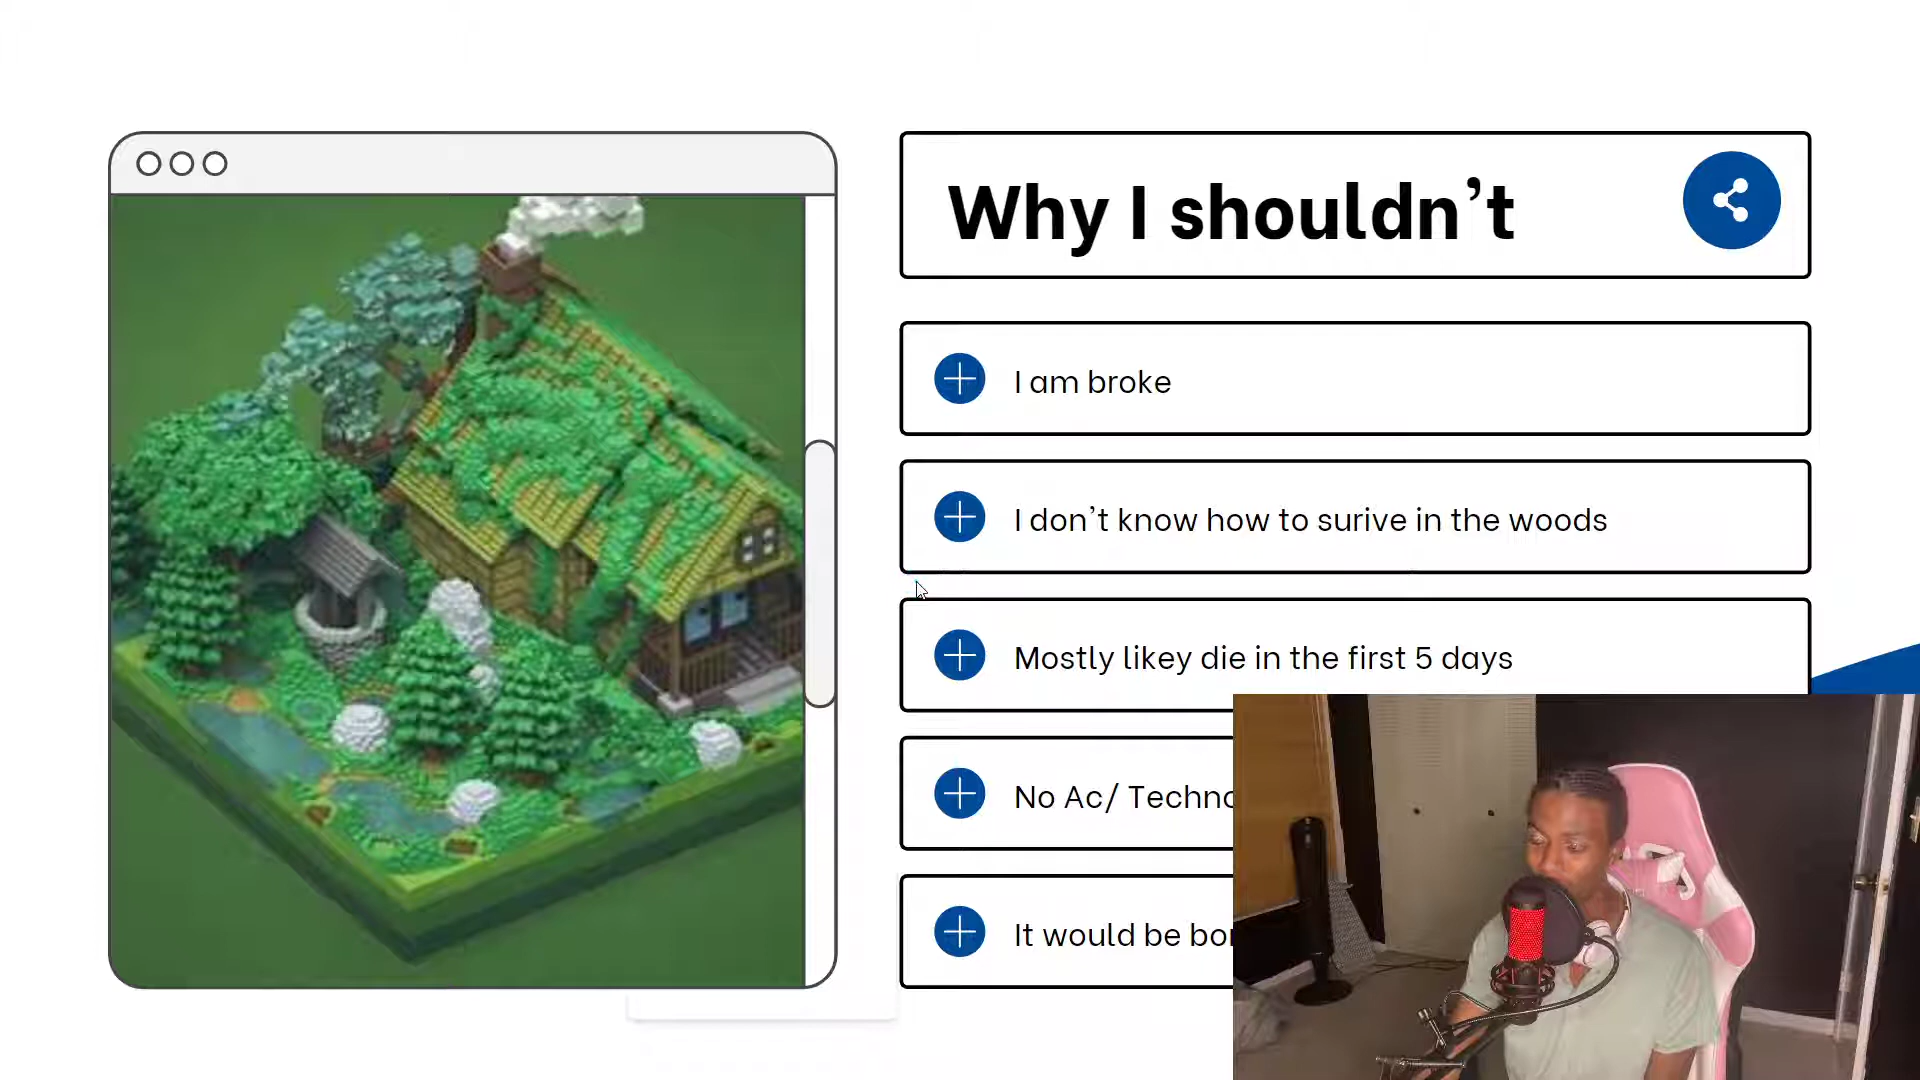 Why I shouldn't
I am broke
I don't know how to surive in the woods
Mostly likey die in the first 5 days
No Ac/
It would be